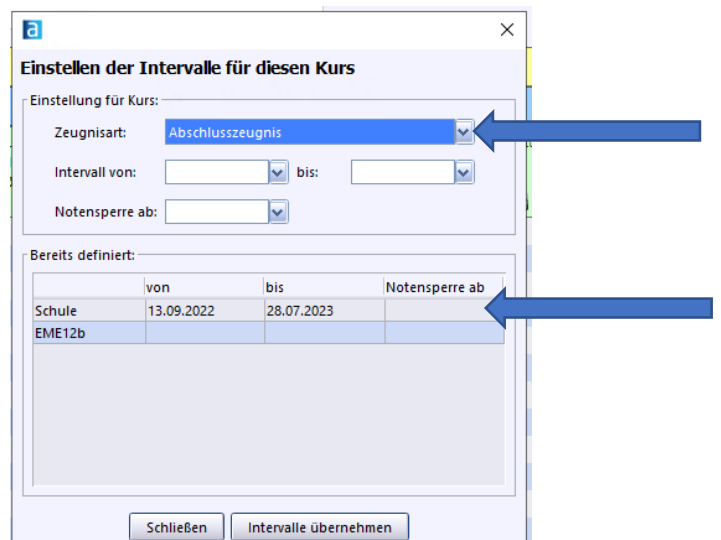 a
Einstellen der Intervalle für diesen Kurs
Einstellung für Kurs:
Zeugnisart: Abschlusszeugnis
Intervall von: bis:
Notensperre ab:
Bereits definiert:
von bis Notensperre ab
Schule 13.09.2022 28.07.2023
EME12b
Schließen Intervalle übernehmen